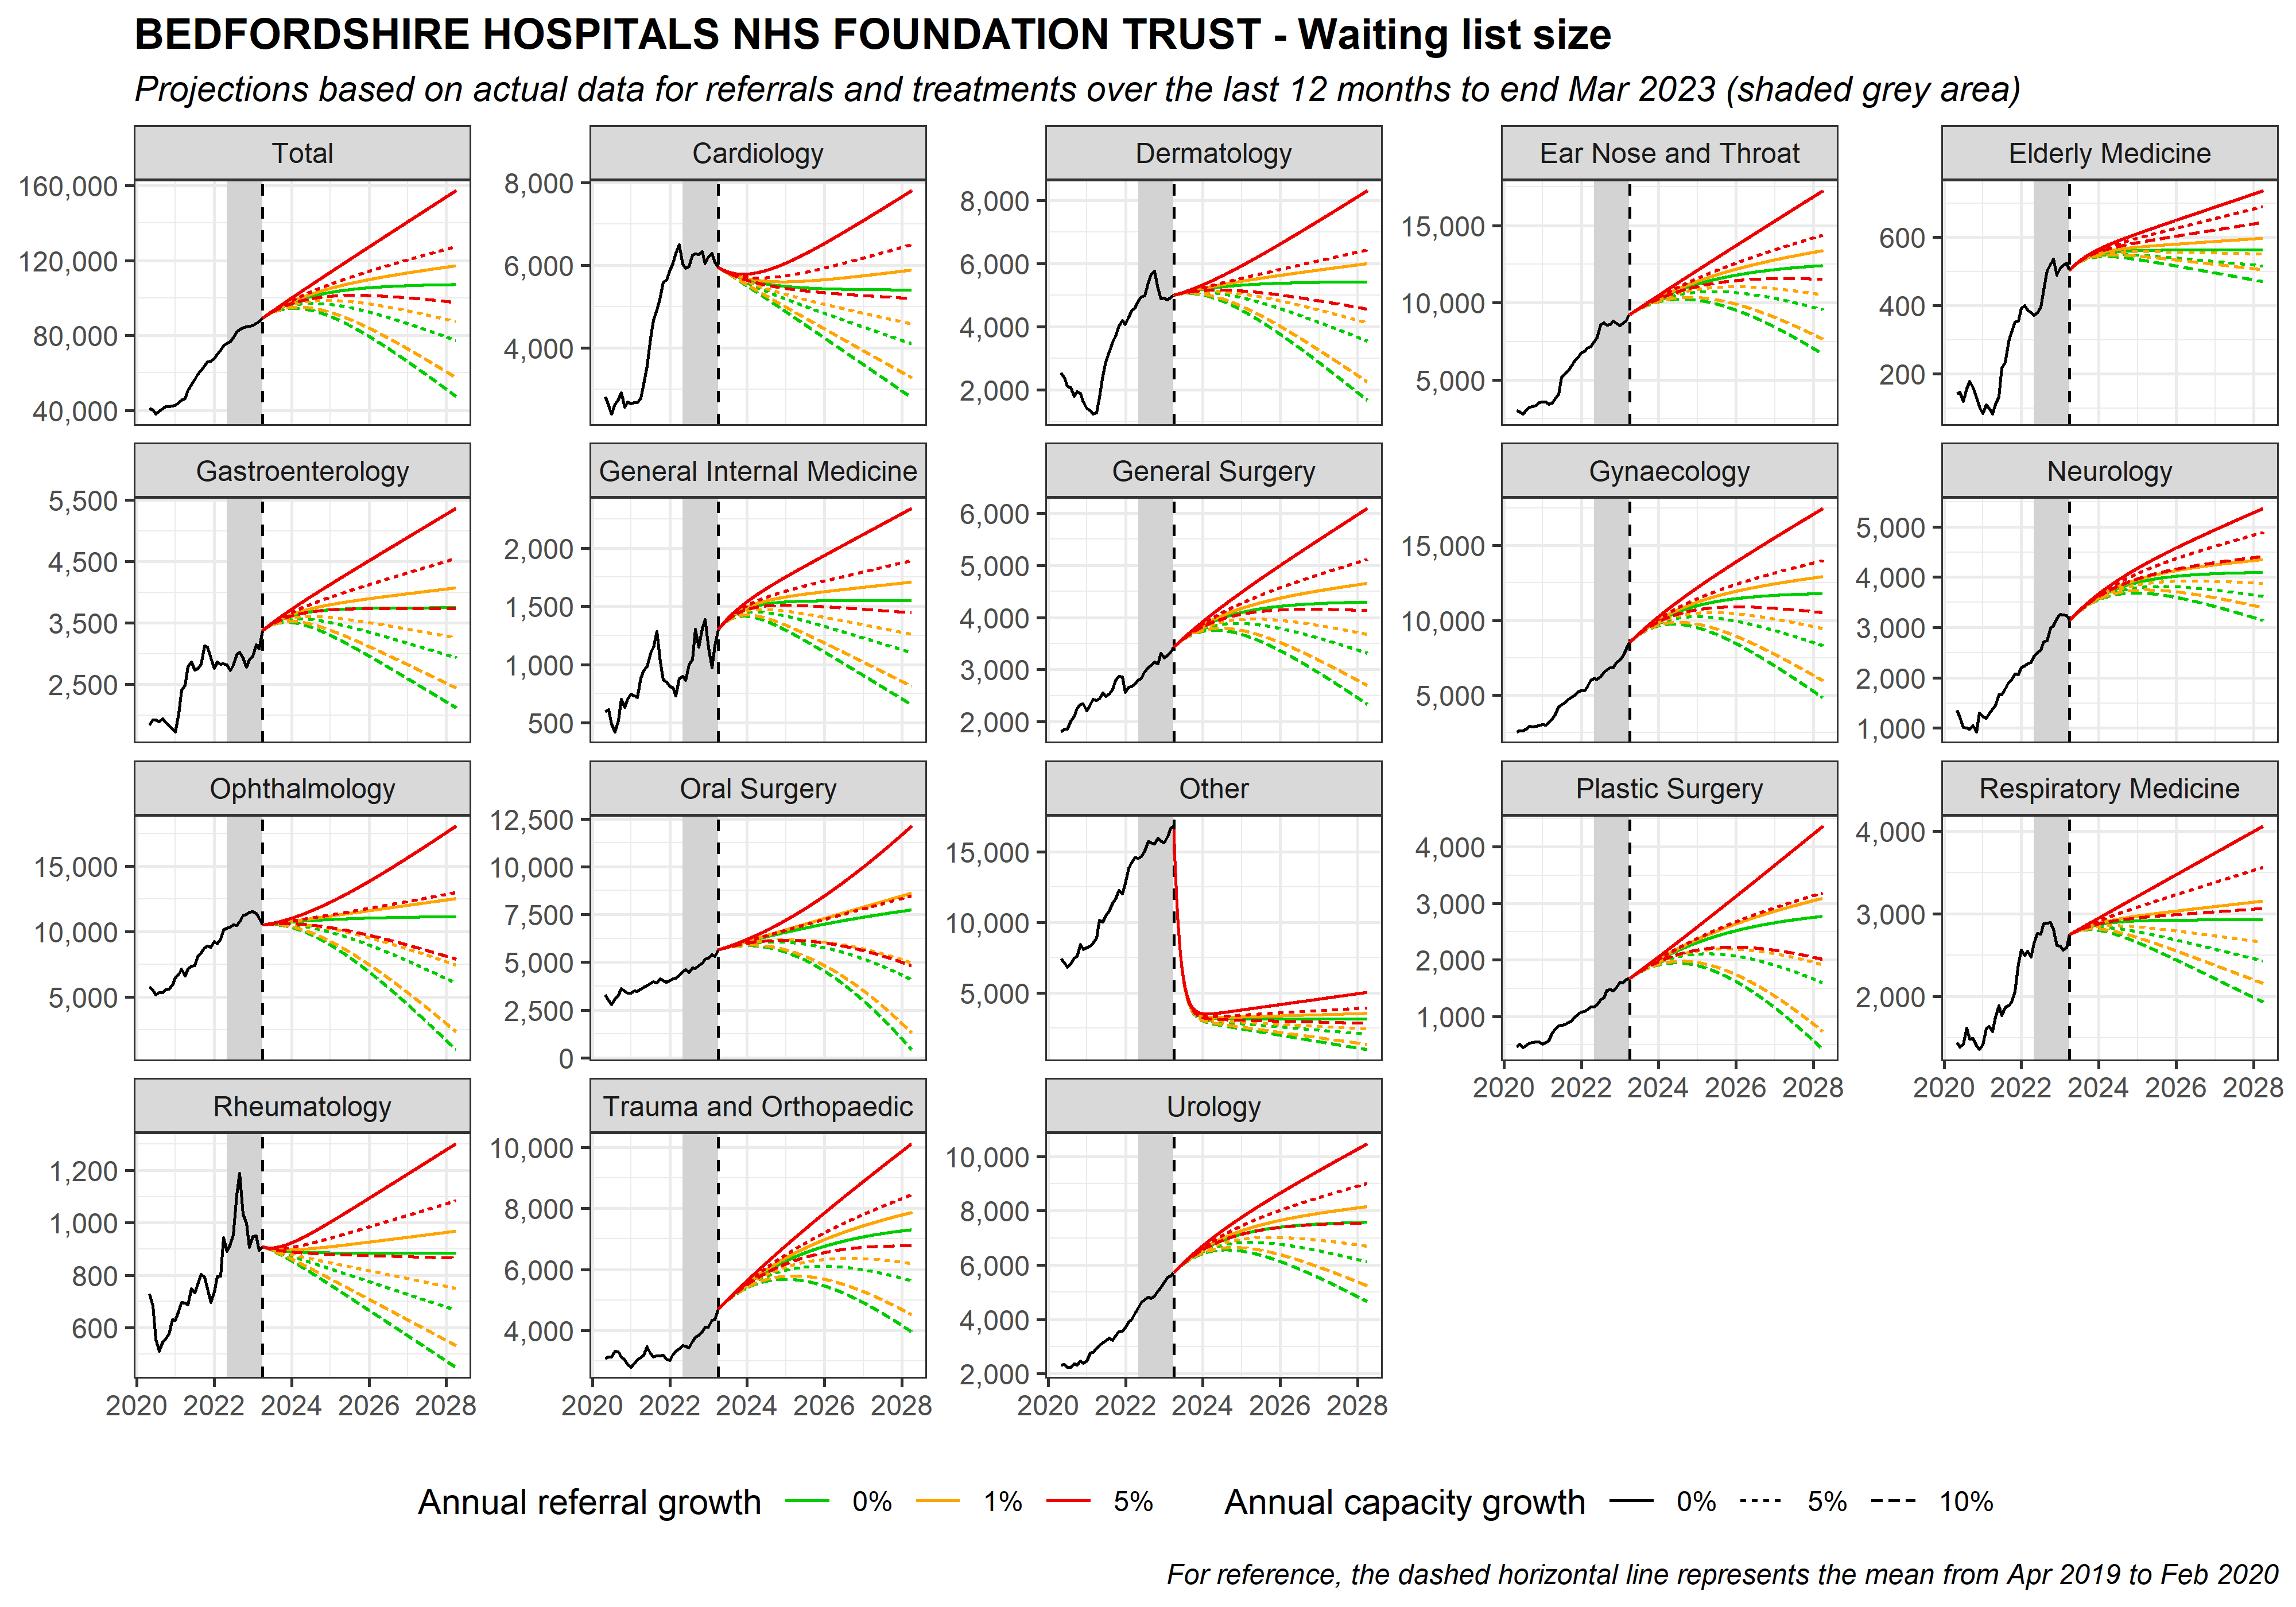 BEDFORDSHIRE HOSPITALS NHS FOUNDATION TRUST - Waiting list size
Projections based on actual data for referrals and treatments over the last 12 months to end Mar 2023 (shaded grey area)
Total
160,000
120,000
80,000
40,000
Cardiology
8,000
6,000
4,000
Dermatology
8,000
6,000
4,000
2,000
Ear Nose and Throat
15,000
10,000
5,000
Elderly Medicine
600
400
200
Gastroenterology
5,500
4,500
3,500
2,500
General Internal Medicine
2,000
1,500
1,000
500
General Surgery
6,000
5,000
4,000
3,000
2,000
Gynaecology
15,000
10,000
5,000
Neurology
5,000
4,000
3,000
2,000
1,000
Ophthalmology
15,000
10,000
5,000
Oral Surgery
12,500
10,000
7,500
5,000
2,500
0
Other
15,000
10,000
5,000
Plastic Surgery
4,000
3,000
2,000
1,000
2020 2022 2024 2026 2028
Respiratory Medicine
4,000
3,000
2,000
2020 2022 2024 2026 2028
Rheumatology
1,200
1,000
800
600
2020 2022 2024 2026 2028
Trauma and Orthopaedic
10,000
8,000
6,000
4,000
2020 2022 2024 2026 2028
Urology
10,000
8,000
6,000
4,000
2,000
2020 2022 2024 2026 2028
Annual referral growth 0% 1% 5% Annual capacity growth 0% 5% 10%
For reference, the dashed horizontal line represents the mean from Apr 2019 to Feb 2020